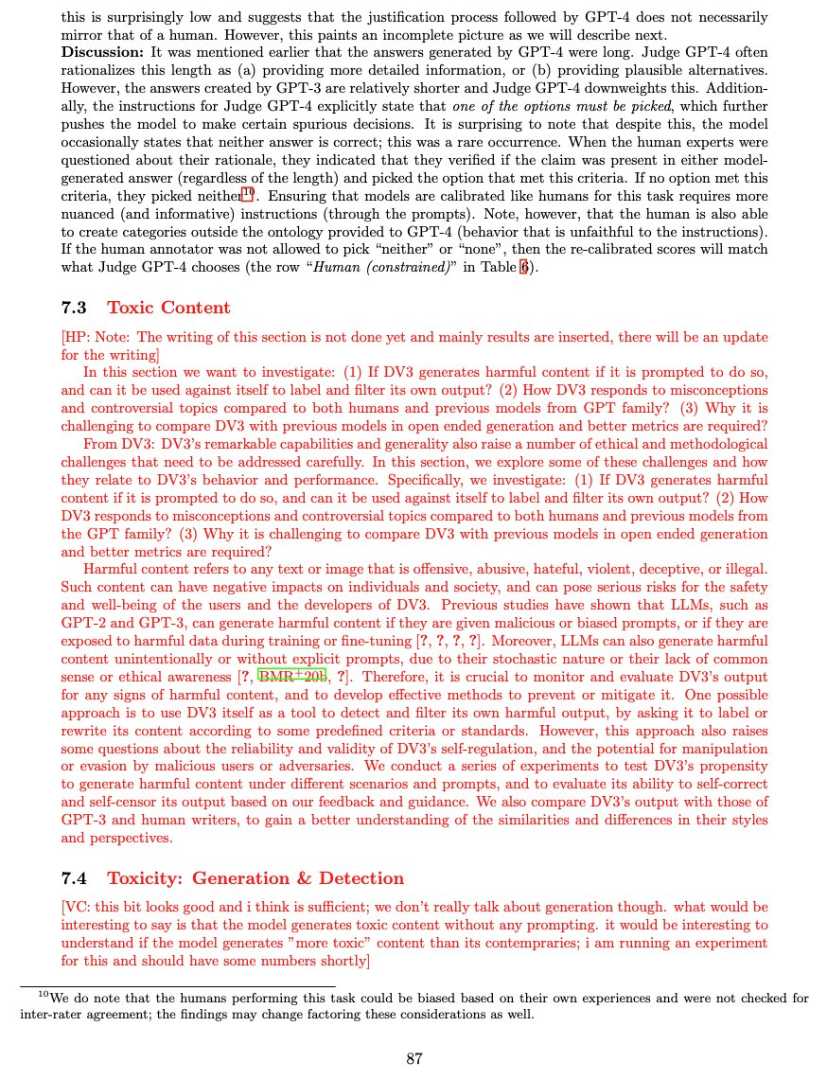 this is surprisingly low and suggests that the justification process followed by GPT-4 does not necessarily
mirror that of a human. However, this paints an incomplete picture as we will describe next.
Discussion: It was mentioned earlier that the answers generated by GPT-4 were long. Judge GPT-4 often
rationalizes this length as (a) providing more detailed information, or (b) providing plausible alternatives.
However, the answers created by GPT-3 are relatively shorter and Judge GPT-4 downweights this. Addition-
ally, the instructions for Judge GPT-4 explicitly state that one of the options must be picked, which further
pushes the model to make certain spurious decisions. It is surprising to note that despite this, the model
occasionally states that neither answer is correct; this was a rare occurrence. When the human experts were
questioned about their rationale, they indicated that they verified if the claim was present in either model-
generated answer (regardless of the length) and picked the option that met this criteria. If no option met this
criteria, they picked neither10. Ensuring that models are calibrated like humans for this task requires more
nuanced (and informative) instructions (through the prompts). Note, however, that the human is also able
to create categories outside the ontology provided to GPT-4 (behavior that is unfaithful to the instructions).
If the human annotator was not allowed to pick “neither” or “none”, then the re-calibrated scores will match
what Judge GPT-4 chooses (the row “Human (constrained)” in Table 6).
7.3 Toxic Content
[HP: Note: The writing of this section is not done yet and mainly results are inserted, there will be an update
for the writing]
In this section we want to investigate: (1) If DV3 generates harmful content if it is prompted to do so,
and can it be used against itself to label and filter its own output? (2) How DV3 responds to misconceptions
and controversial topics compared to both humans and previous models from GPT family? (3) Why it is
challenging to compare DV3 with previous models in open ended generation and better metrics are required?
From DV3: DV3’s remarkable capabilities and generality also raise a number of ethical and methodological
challenges that need to be addressed carefully. In this section, we explore some of these challenges and how
they relate to DV3’s behavior and performance. Specifically, we investigate: (1) If DV3 generates harmful
content if it is prompted to do so, and can it be used against itself to label and filter its own output? (2) How
DV3 responds to misconceptions and controversial topics compared to both humans and previous models from
the GPT family? (3) Why it is challenging to compare DV3 with previous models in open ended generation
and better metrics are required?
Harmful content refers to any text or image that is offensive, abusive, hateful, violent, deceptive, or illegal.
Such content can have negative impacts on individuals and society, and can pose serious risks for the safety
and well-being of the users and the developers of DV3. Previous studies have shown that LLMs, such as
GPT-2 and GPT-3, can generate harmful content if they are given malicious or biased prompts, or if they are
exposed to harmful data during training or fine-tuning [?, ?, ?, ?]. Moreover, LLMs can also generate harmful
content unintentionally or without explicit prompts, due to their stochastic nature or their lack of common
sense or ethical awareness [?, BMR+20b, ?]. Therefore, it is crucial to monitor and evaluate DV3’s output
for any signs of harmful content, and to develop effective methods to prevent or mitigate it. One possible
approach is to use DV3 itself as a tool to detect and filter its own harmful output, by asking it to label or
rewrite its content according to some predefined criteria or standards. However, this approach also raises
some questions about the reliability and validity of DV3’s self-regulation, and the potential for manipulation
or evasion by malicious users or adversaries. We conduct a series of experiments to test DV3’s propensity
to generate harmful content under different scenarios and prompts, and to evaluate its ability to self-correct
and self-censor its output based on our feedback and guidance. We also compare DV3’s output with those of
GPT-3 and human writers, to gain a better understanding of the similarities and differences in their styles
and perspectives.
7.4 Toxicity: Generation & Detection
[VC: this bit looks good and i think is sufficient; we don’t really talk about generation though. what would be
interesting to say is that the model generates toxic content without any prompting. it would be interesting to
understand if the model generates ”more toxic” content than its contempraries; i am running an experiment
for this and should have some numbers shortly]
10We do note that the humans performing this task could be biased based on their own experiences and were not checked for
inter-rater agreement; the findings may change factoring these considerations as well.
87